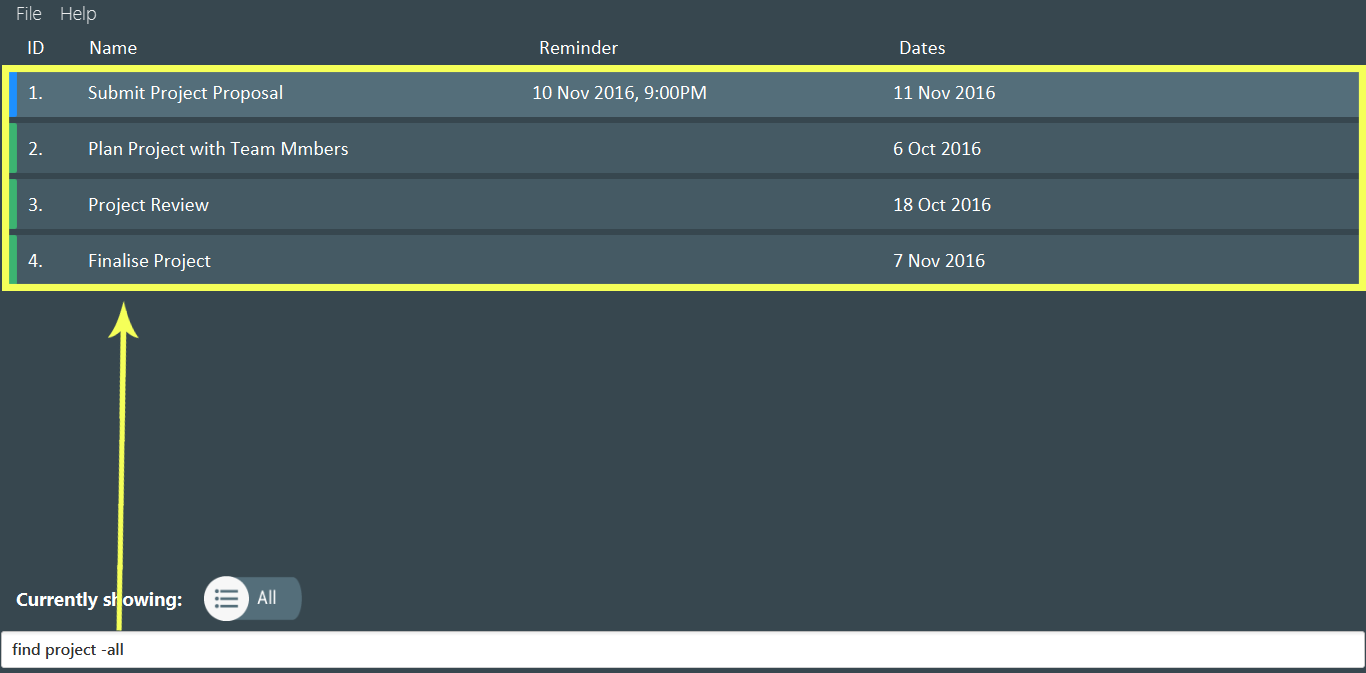 File Help
ID Name Reminder Dates
1. Submit Project Proposal 10 Nov 2016, 9:00PM 11 Nov 2016
2. Plan Project with Team Mmbers 6 Oct 2016
3. Project Review 18 Oct 2016
4. Finalise Project 7 Nov 2016
Currently showing: All
find project -all